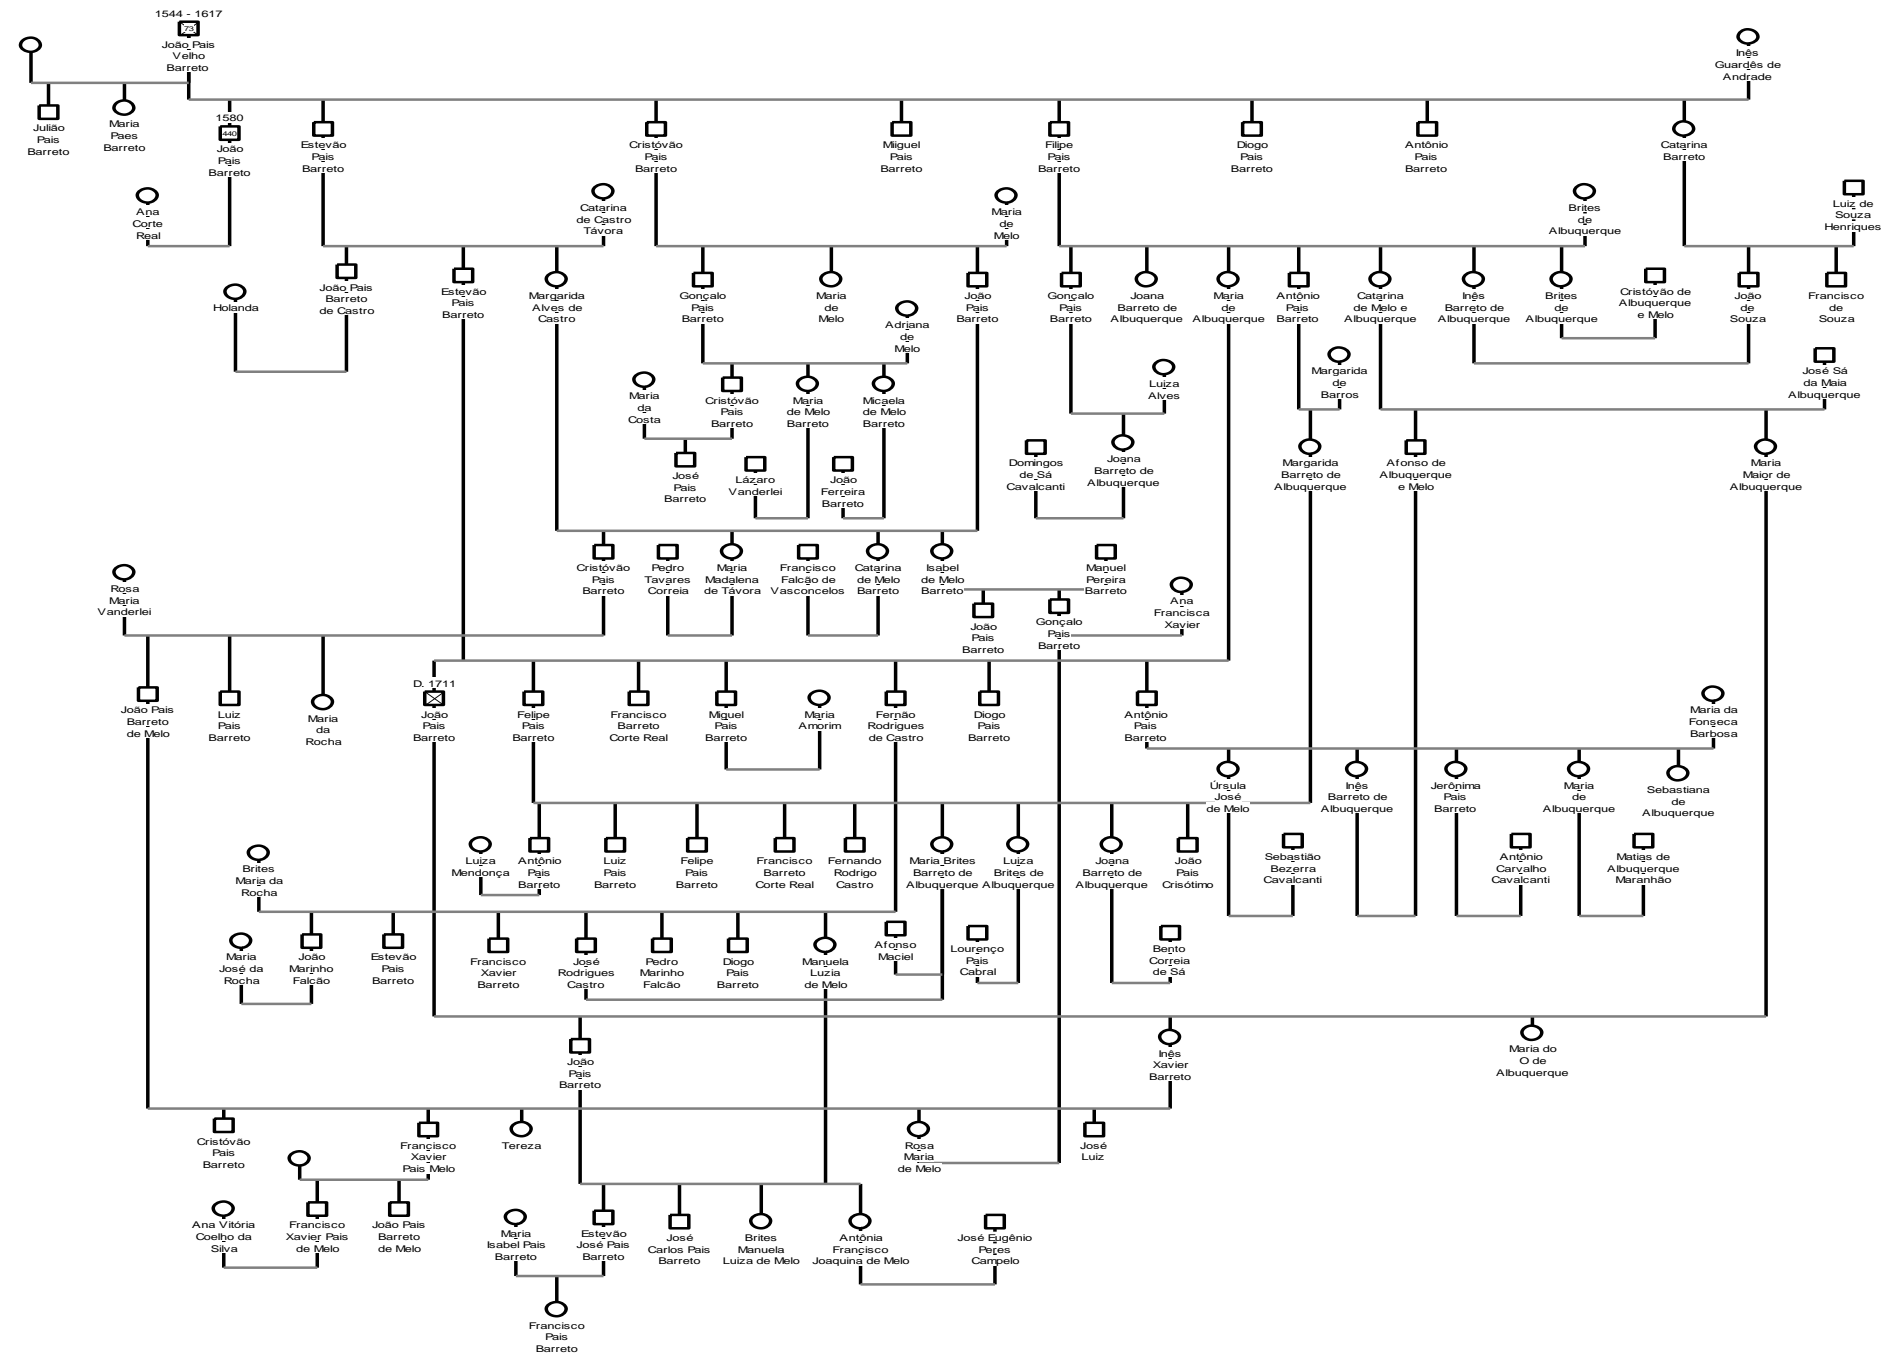 1544 - 1617
73
João Pais
Velho
Barreto
Inês
Guardês de
Andrade
Julião
Pais
Barreto
Maria
Paes
Barreto
1580
440
João
Pais
Barreto
Estevão
Pais
Barreto
Cristóvão
Pais
Barreto
Miiguel
Pais
Barreto
Filipe
Pais
Barreto
Diogo
Pais
Barreto
Antônio
Pais
Barreto
Catarina
Barreto
Ana
Corte
Real
Catarina
de Castro
Távora
Maria
de
Melo
Brites
de
Albuquerque
Luiz de
Souza
Henriques
Holanda
João Pais
Barreto
de Castro
Estevão
Pais
Barreto
Margarida
Alves de
Castro
Gonçalo
Pais
Barreto
Maria
de
Melo
Adriana
de
Melo
João
Pais
Barreto
Gonçalo
Pais
Barreto
Joana
Barreto de
Albuquerque
Maria
de
Albuquerque
Antônio
Pais
Barreto
Catarina
de Melo e
Albuquerque
Inês
Barreto de
Albuquerque
Brites
de
Albuquerque
Cristóvão de
Albuquerque
e Melo
João
de
Souza
Francisco
de
Souza
Maria
da
Costa
Cristóvão
Pais
Barreto
Maria
de Melo
Barreto
Micaela
de Melo
Barreto
Luiza
Alves
Margarida
de
Barros
José Sá
da Maia
Albuquerque
José
Pais
Barreto
Lázaro
Vanderlei
João
Ferreira
Barreto
Domingos
de Sá
Cavalcanti
Joana
Barreto de
Albuquerque
Margarida
Barreto de
Albuquerque
Afonso de
Albuquerque
e Melo
Maria
Maior de
Albuquerque
Rosa
Maria
Vanderlei
Cristóvão
Pais
Barreto
Pedro
Tavares
Correia
Maria
Madalena
de Távora
Francisco
Falcão de
Vasconcelos
Catarina
de Melo
Barreto
Isabel
de Melo
Barreto
Manuel
Pereira
Barreto
João
Pais
Barreto
Gonçalo
Pais
Barreto
Ana
Francisca
Xavier
João Pais
Barreto
de Melo
Luiz
Pais
Barreto
Maria
da
Rocha
D. 1711
João
Pais
Barreto
Felipe
Pais
Barreto
Francisco
Barreto
Corte Real
Miguel
Pais
Barreto
Maria
Amorim
Fernão
Rodrigues
de Castro
Diogo
Pais
Barreto
Antônio
Pais
Barreto
Maria da
Fonseca
Barbosa
Úrsula
José
de Melo
Inês
Barreto de
Albuquerque
Jerônima
Pais
Barreto
Maria
de
Albuquerque
Sebastiana
de
Albuquerque
Brites
Maria da
Rocha
Luiza
Mendonça
Antônio
Pais
Barreto
Luiz
Pais
Barreto
Felipe
Pais
Barreto
Francisco
Barreto
Corte Real
Fernando
Rodrigo
Castro
Maria Brites
Barreto de
Albuquerque
Luiza
Brites de
Albuquerque
Joana
Barreto de
Albuquerque
João
Pais
Crisótimo
Sebastião
Bezerra
Cavalcanti
Antônio
Carvalho
Cavalcanti
Matias de
Albuquerque
Maranhão
Maria
José da
Rocha
João
Marinho
Falcão
Estevão
Pais
Barreto
Francisco
Xavier
Barreto
José
Rodrigues
Castro
Pedro
Marinho
Falcão
Diogo
Pais
Barreto
Manuela
Luzia
de Melo
Afonso
Maciel
Lourenço
Pais
Cabral
Bento
Correia
de Sá
João
Pais
Barreto
Inês
Xavier
Barreto
Maria do
O de
Albuquerque
Cristóvão
Pais
Barreto
Francisco
Xavier
Pais Melo
Tereza
Rosa
Maria
de Melo
José
Luiz
Ana Vitória
Coelho da
Silva
Francisco
Xavier Pais
de Melo
João Pais
Barreto
de Melo
Maria
Isabel Pais
Barreto
Estevão
José Pais
Barreto
José
Carlos Pais
Barreto
Brites
Manuela
Luiza de Melo
Antônia
Francisco
Joaquina de Melo
José Eugênio
Peres
Campelo
Francisco
Pais
Barreto